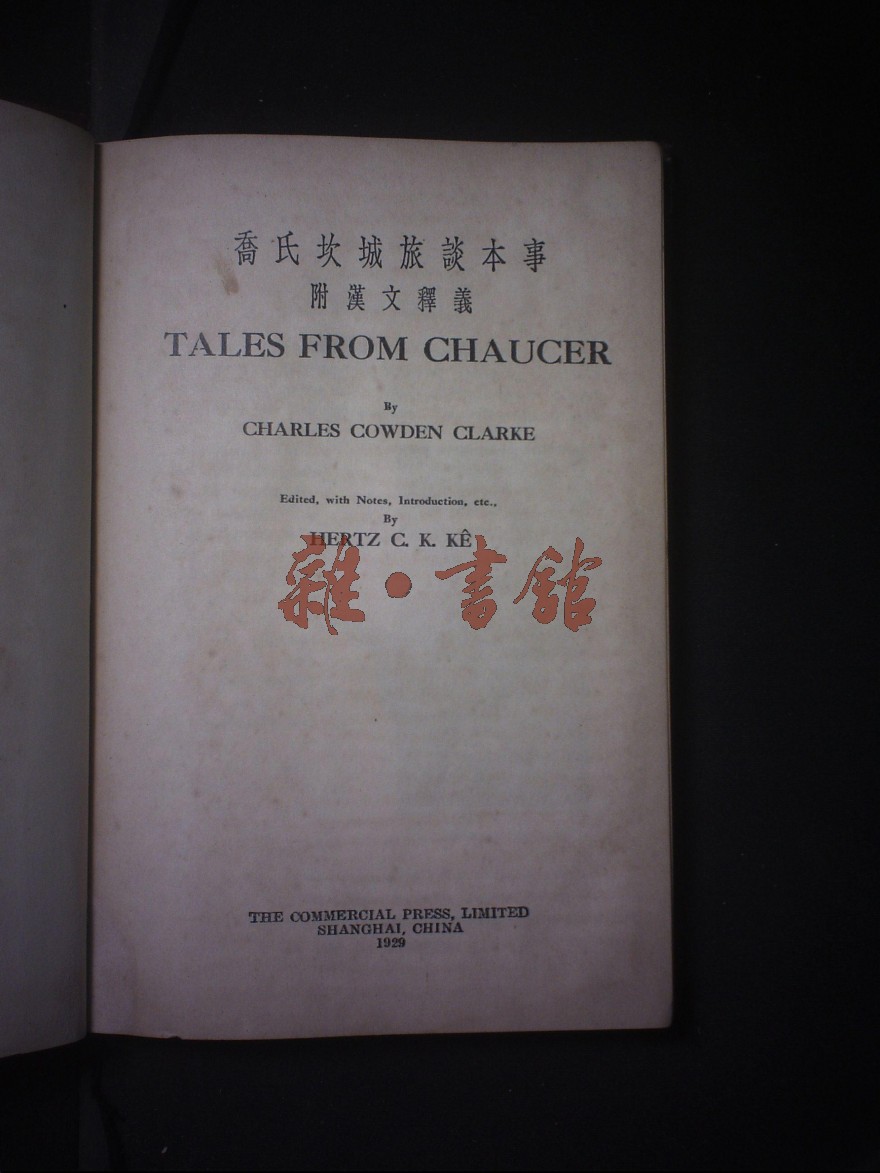 喬氏坎城旅談本事
附漢文釋義
TALES FROM CHAUCER
By
CHARLES COWDEN CLARKE
Edited, with Notes, Introduction, etc.,
By
HERTZ C. K. KÊ
雜·書館
THE COMMERCIAL PRESS, LIMITED
SHANGHAI, CHINA
1929